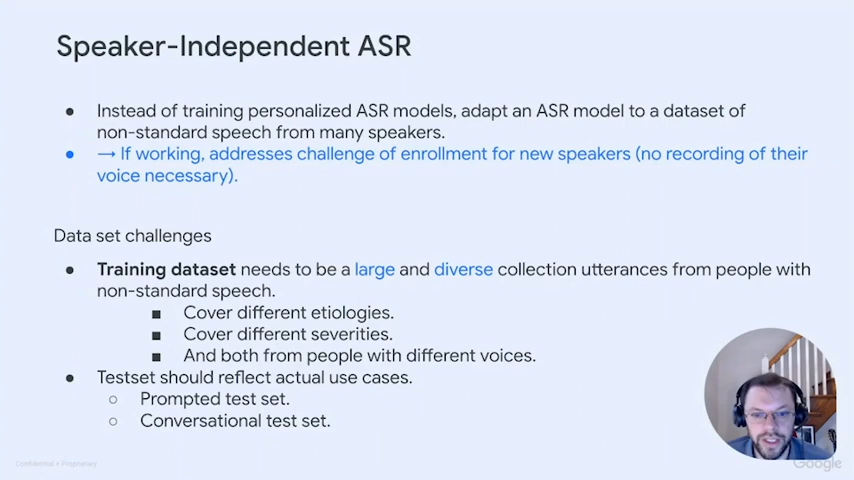 Speaker-Independent ASR
● Instead of training personalized ASR models, adapt an ASR model to a dataset of
non-standard speech from many speakers.
● → If working, addresses challenge of enrollment for new speakers (no recording of their
voice necessary).
Data set challenges
● Training dataset needs to be a large and diverse collection utterances from people with
non-standard speech.
■ Cover different etiologies.
■ Cover different severities.
■ And both from people with different voices.
● Testset should reflect actual use cases.
○ Prompted test set.
○ Conversational test set.
Confidential + Proprietary
Google